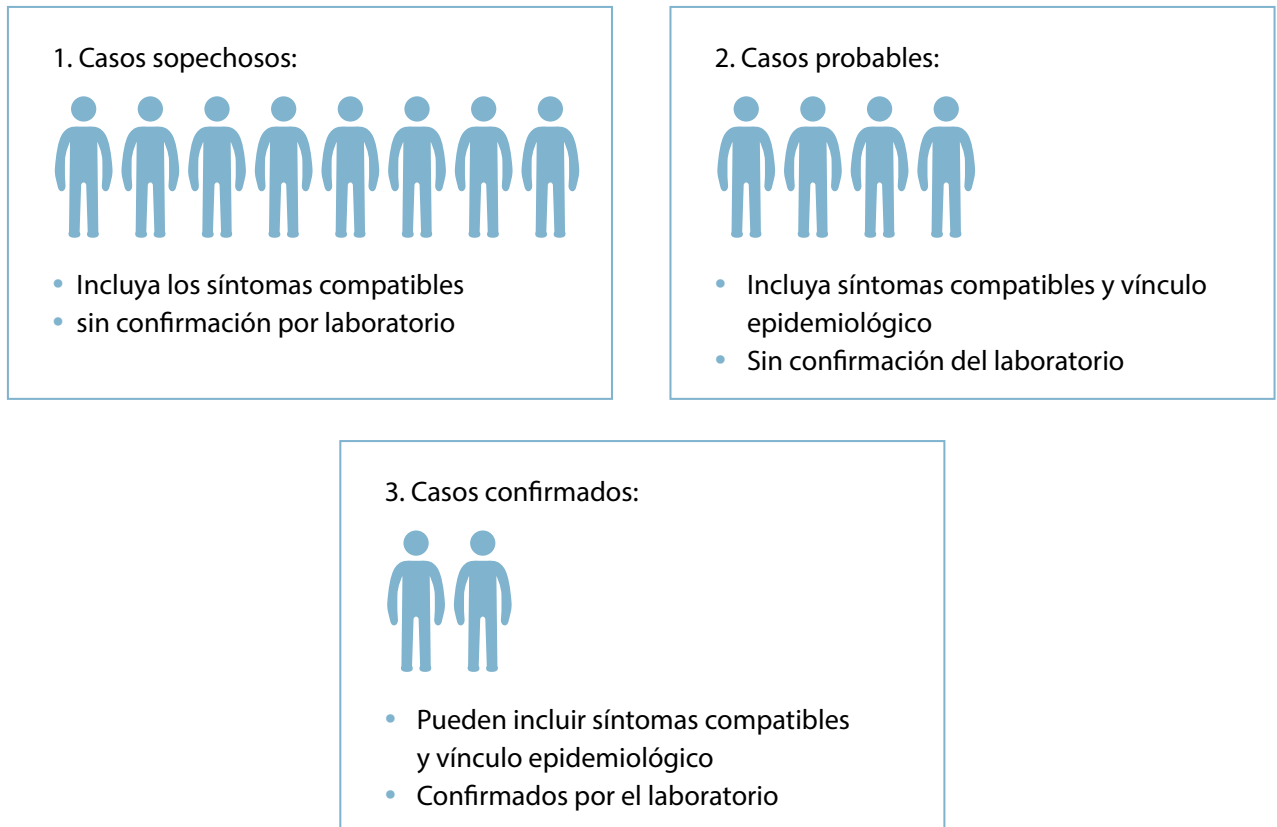 1. Casos sopechosos:
• Incluya los síntomas compatibles
• sin confirmación por laboratorio
2. Casos probables:
• Incluya síntomas compatibles y vínculo
epidemiológico
• Sin confirmación del laboratorio
3. Casos confirmados:
• Pueden incluir síntomas compatibles
y vínculo epidemiológico
• Confirmados por el laboratorio